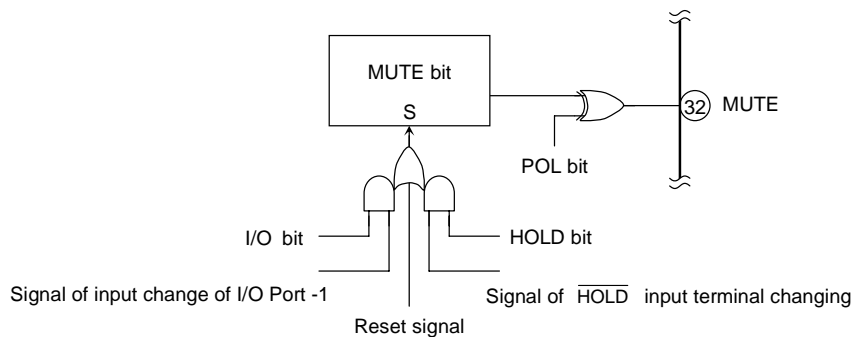 MUTE bit
S
32 MUTE
POL bit
I/O bit
HOLD bit
Signal of input change of I/O Port -1
Signal of HOLD input terminal changing
Reset signal